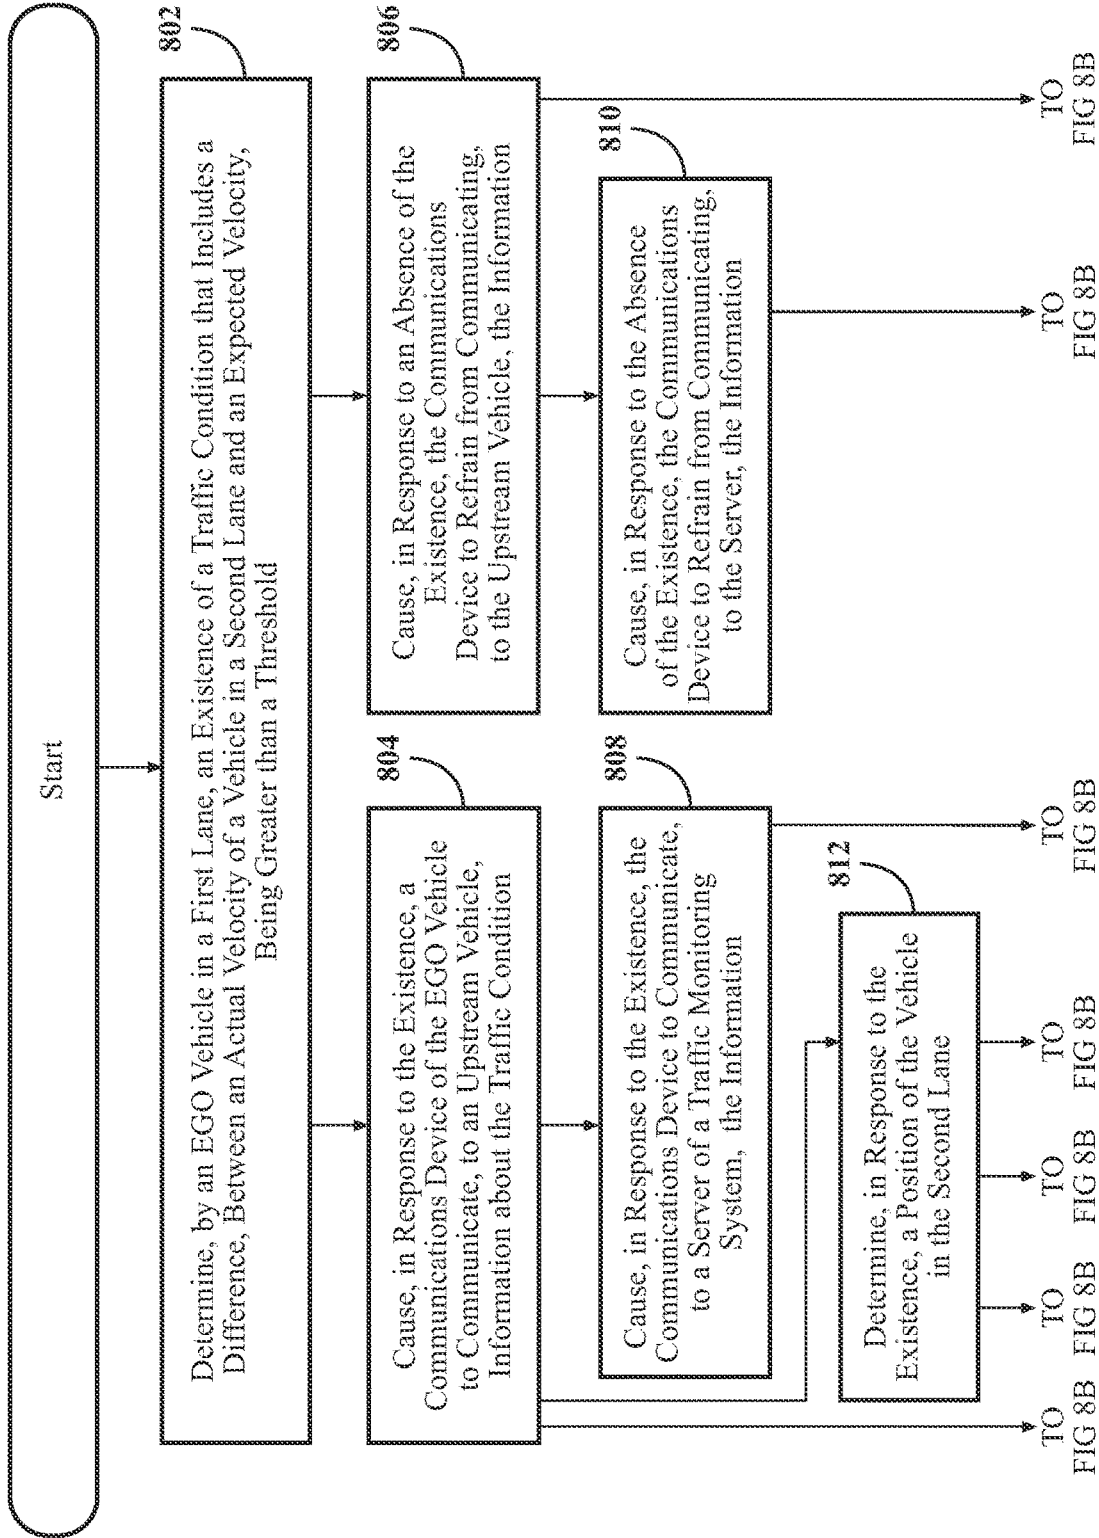 Start
802
Determine, by an EGO Vehicle in a First Lane, an Existence of a Traffic Condition that Includes a
Difference, Between an Actual Velocity of a Vehicle in a Second Lane and an Expected Velocity,
Being Greater than a Threshold
804
Cause, in Response to the Existence, a
Communications Device of the EGO Vehicle
to Communicate, to an Upstream Vehicle,
Information about the Traffic Condition
806
Cause, in Response to an Absence of the
Existence, the Communications
Device to Refrain from Communicating,
to the Upstream Vehicle, the Information
808
Cause, in Response to the Existence, the
Communications Device to Communicate,
to a Server of a Traffic Monitoring
System, the Information
810
Cause, in Response to the Absence
of the Existence, the Communications
Device to Refrain from Communicating,
to the Server, the Information
812
Determine, in Response to the
Existence, a Position of the Vehicle
in the Second Lane
TO
FIG 8B
TO
FIG 8B
TO
FIG 8B
TO
FIG 8B
TO
FIG 8B
TO
FIG 8B
TO
FIG 8B